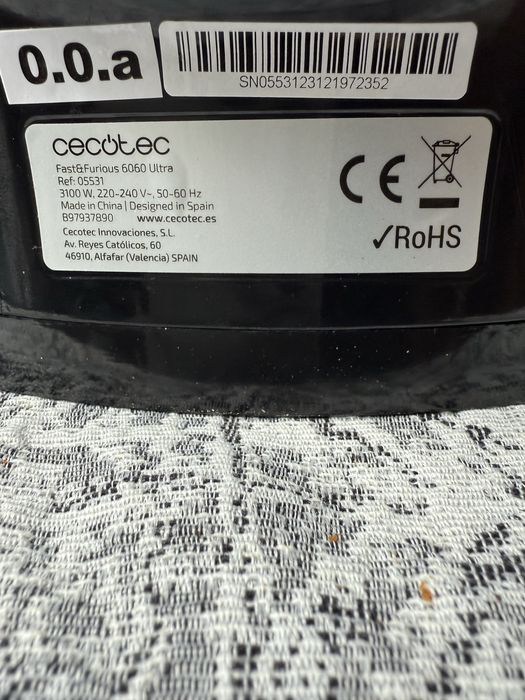 0.0.a
SN0553123121972352
cecotec
Fast&Furious 6060 Ultra
Ref: 05531
3100 W, 220-240 V~, 50-60 Hz
Made in China | Designed in Spain
B97937890 www.cecotec.es
Cecotec Innovaciones, S.L.
Av. Reyes Católicos, 60
46910, Alfafar (Valencia) SPAIN
CE
✓RoHS